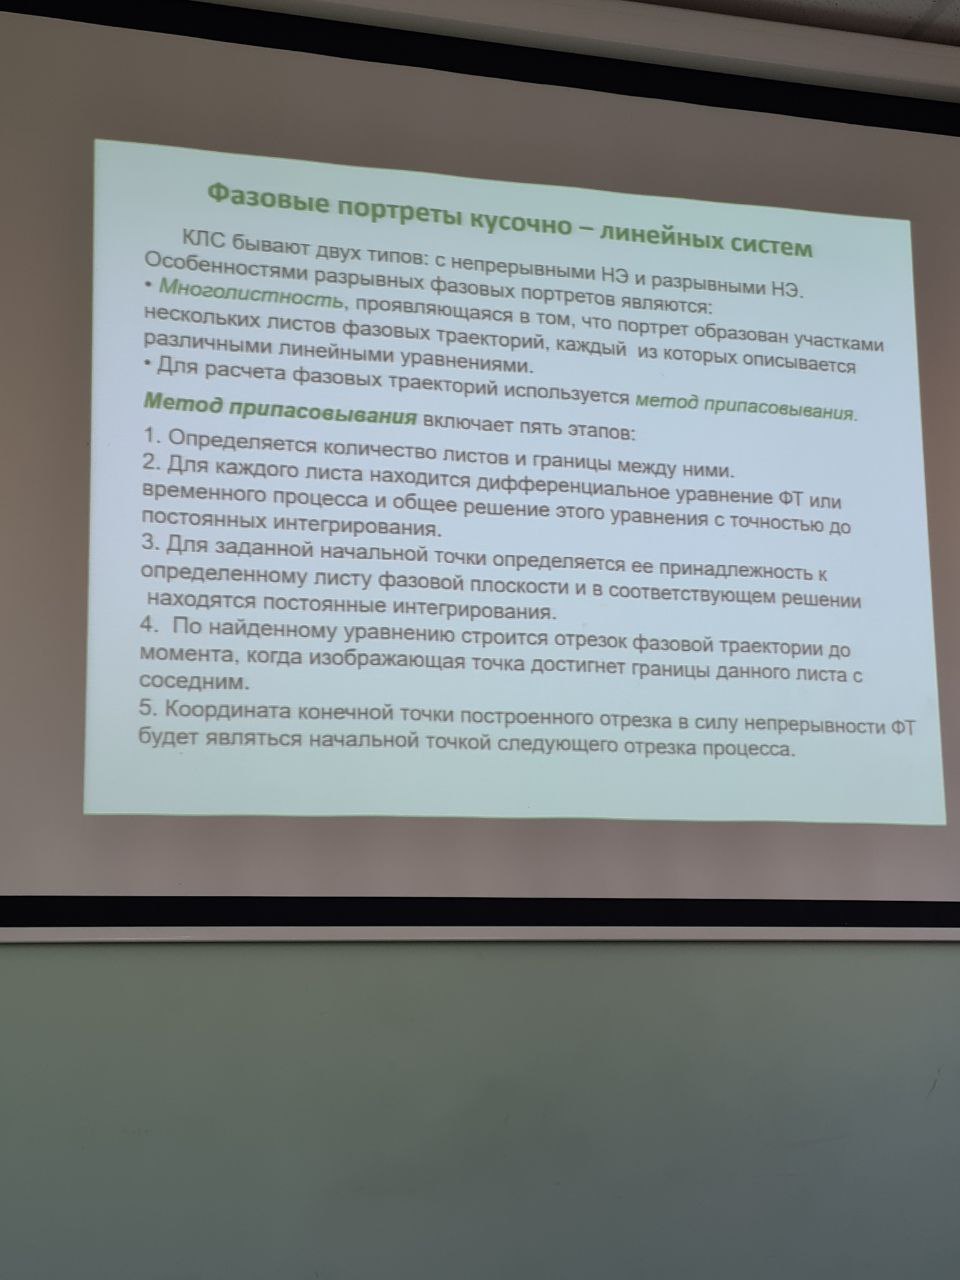 Фазовые портреты кусочно – линейных систем
КЛС бывают двух типов: с непрерывными НЭ и разрывными НЭ.
Особенностями разрывных фазовых портретов являются:
• Многолистность, проявляющаяся в том, что портрет образован участками
нескольких листов фазовых траекторий, каждый из которых описывается
различными линейными уравнениями.
• Для расчета фазовых траекторий используется метод припасовывания.
Метод припасовывания включает пять этапов:
1. Определяется количество листов и границы между ними.
2. Для каждого листа находится дифференциальное уравнение ФТ или
временного процесса и общее решение этого уравнения с точностью до
постоянных интегрирования.
3. Для заданной начальной точки определяется ее принадлежность к
определенному листу фазовой плоскости и в соответствующем решении
находятся постоянные интегрирования.
4. По найденному уравнению строится отрезок фазовой траектории до
момента, когда изображающая точка достигнет границы данного листа с
соседним.
5. Координата конечной точки построенного отрезка в силу непрерывности ФТ
будет являться начальной точкой следующего отрезка процесса.